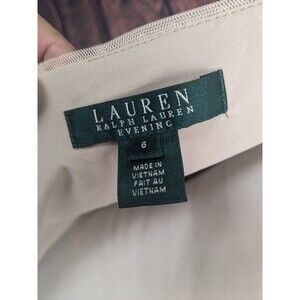 LAUREN
RALPH LAUREN
EVENING
6
MADE IN
VIETNAM
FAIT AU
VIETNAM